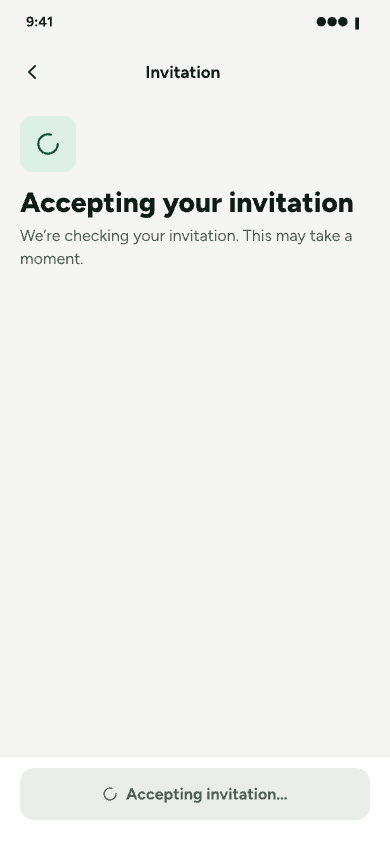 9:41
Invitation
Accepting your invitation
We’re checking your invitation. This may take a
moment.
Accepting invitation…